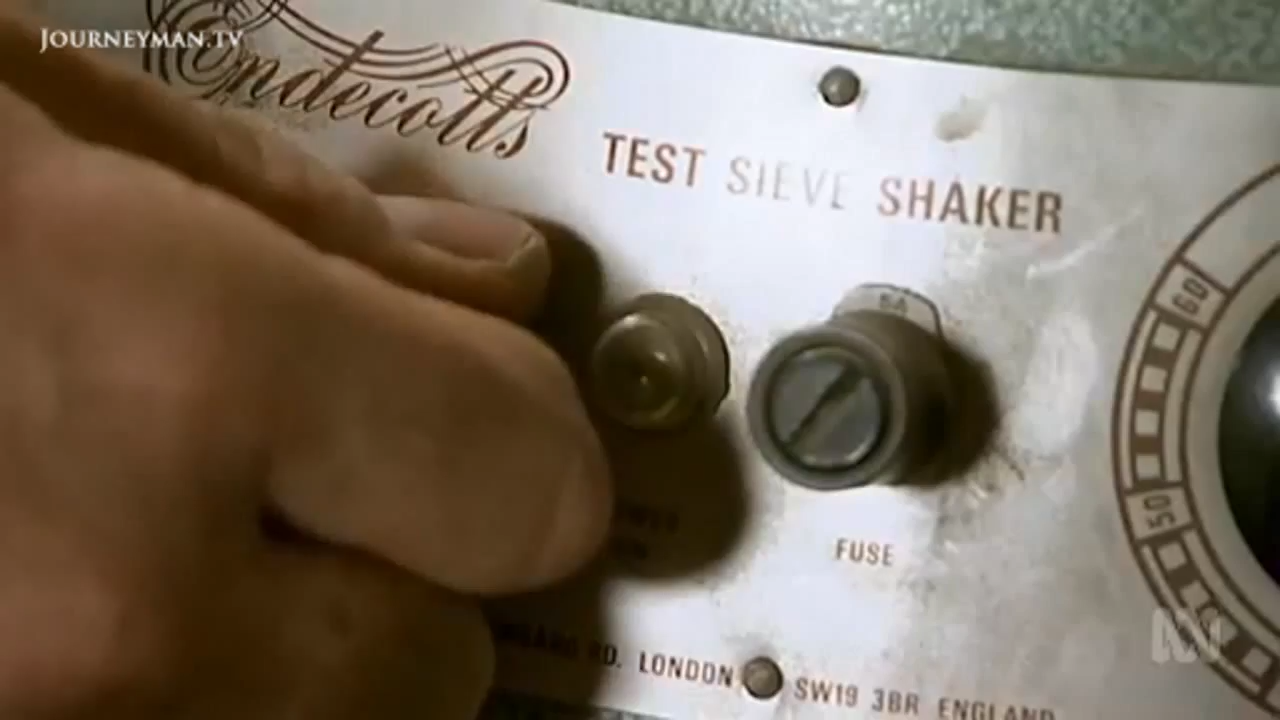 JOURNEYMAN.TV
Endecotts
TEST SIEVE SHAKER
60
50
FUSE
RD. LONDON SW19 3BR ENGLAND